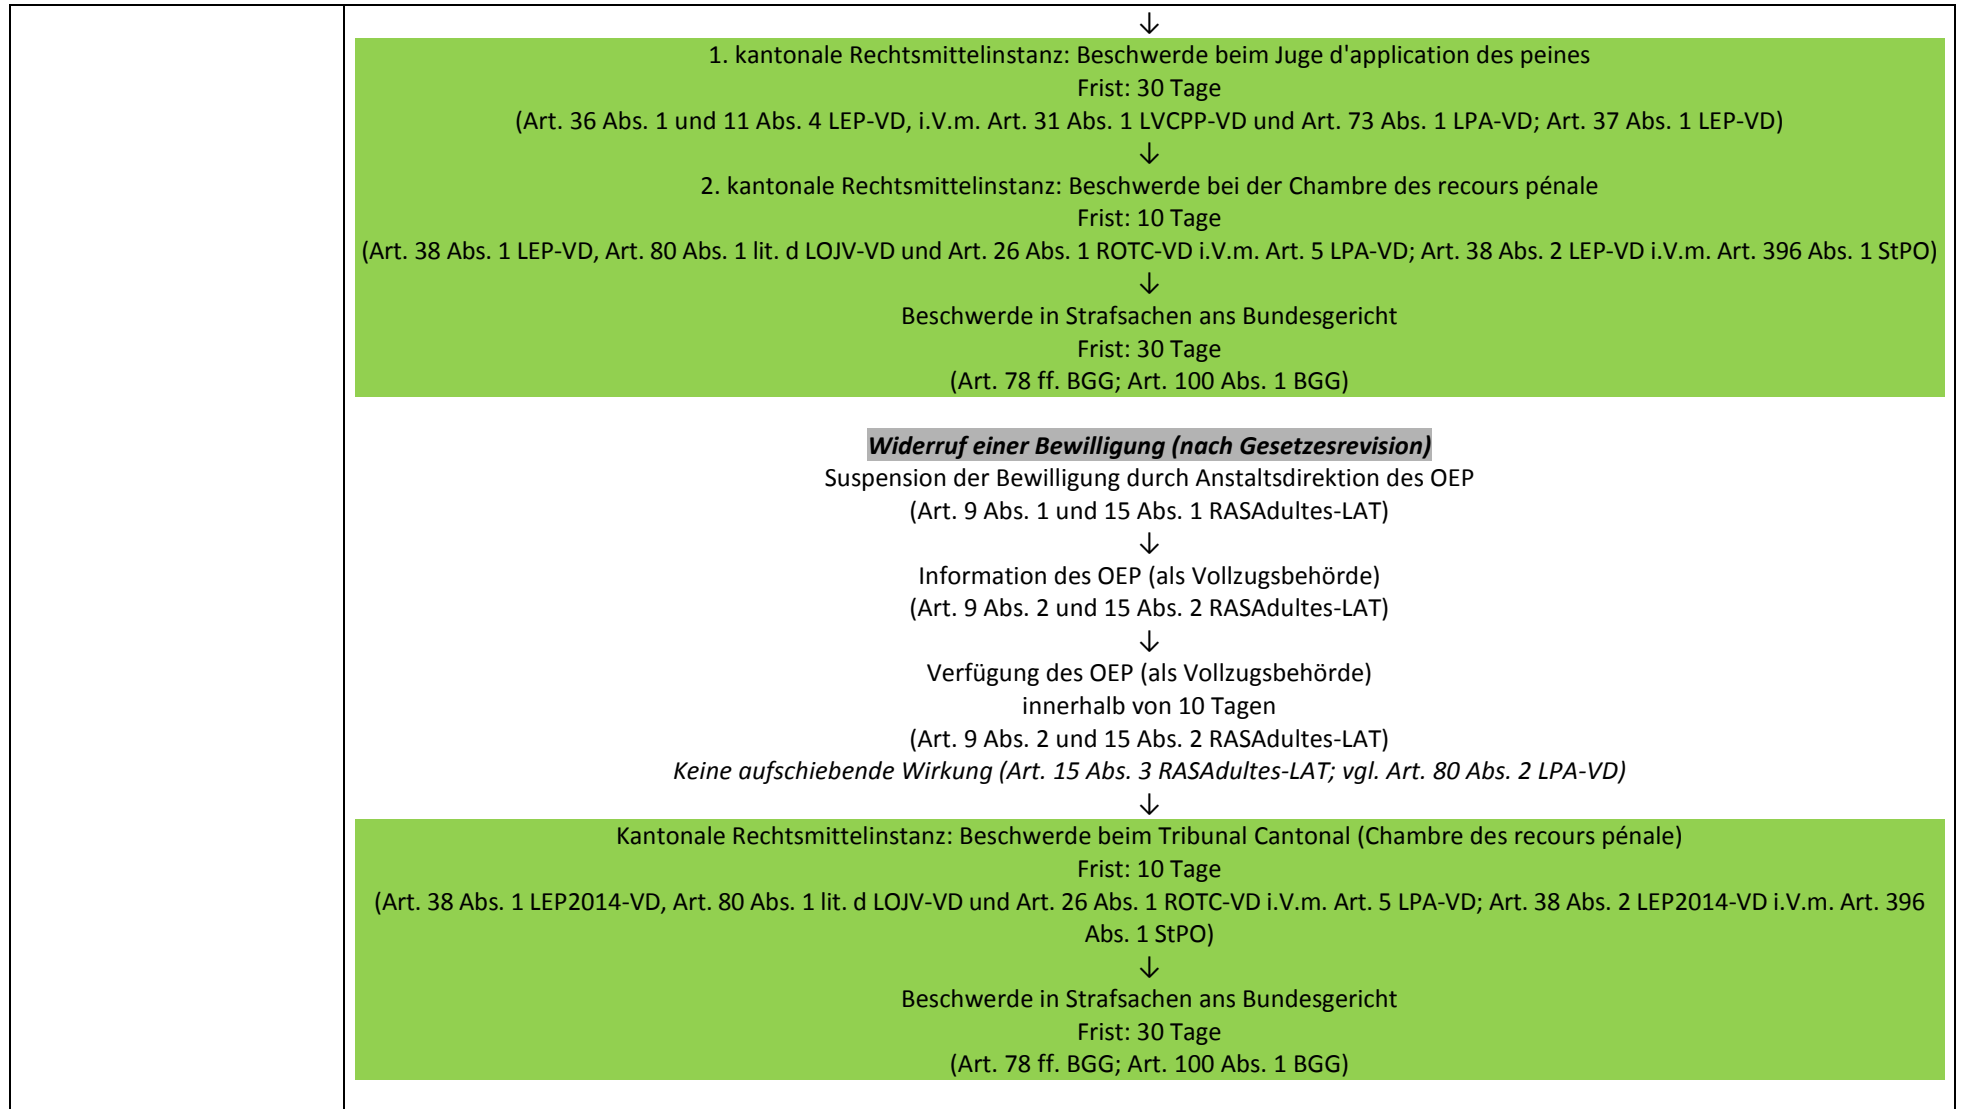 ↓
1. kantonale Rechtsmittelinstanz: Beschwerde beim Juge d'application des peines
Frist: 30 Tage
(Art. 36 Abs. 1 und 11 Abs. 4 LEP-VD, i.V.m. Art. 31 Abs. 1 LVCPP-VD und Art. 73 Abs. 1 LPA-VD; Art. 37 Abs. 1 LEP-VD)
↓
2. kantonale Rechtsmittelinstanz: Beschwerde bei der Chambre des recours pénale
Frist: 10 Tage
(Art. 38 Abs. 1 LEP-VD, Art. 80 Abs. 1 lit. d LOJV-VD und Art. 26 Abs. 1 ROTC-VD i.V.m. Art. 5 LPA-VD; Art. 38 Abs. 2 LEP-VD i.V.m. Art. 396 Abs. 1 StPO)
↓
Beschwerde in Strafsachen ans Bundesgericht
Frist: 30 Tage
(Art. 78 ff. BGG; Art. 100 Abs. 1 BGG)
Widerruf einer Bewilligung (nach Gesetzesrevision)
Suspension der Bewilligung durch Anstaltsdirektion des OEP
(Art. 9 Abs. 1 und 15 Abs. 1 RASAdultes-LAT)
↓
Information des OEP (als Vollzugsbehörde)
(Art. 9 Abs. 2 und 15 Abs. 2 RASAdultes-LAT)
↓
Verfügung des OEP (als Vollzugsbehörde)
innerhalb von 10 Tagen
(Art. 9 Abs. 2 und 15 Abs. 2 RASAdultes-LAT)
Keine aufschiebende Wirkung (Art. 15 Abs. 3 RASAdultes-LAT; vgl. Art. 80 Abs. 2 LPA-VD)
↓
Kantonale Rechtsmittelinstanz: Beschwerde beim Tribunal Cantonal (Chambre des recours pénale)
Frist: 10 Tage
(Art. 38 Abs. 1 LEP2014-VD, Art. 80 Abs. 1 lit. d LOJV-VD und Art. 26 Abs. 1 ROTC-VD i.V.m. Art. 5 LPA-VD; Art. 38 Abs. 2 LEP2014-VD i.V.m. Art. 396
Abs. 1 StPO)
↓
Beschwerde in Strafsachen ans Bundesgericht
Frist: 30 Tage
(Art. 78 ff. BGG; Art. 100 Abs. 1 BGG)